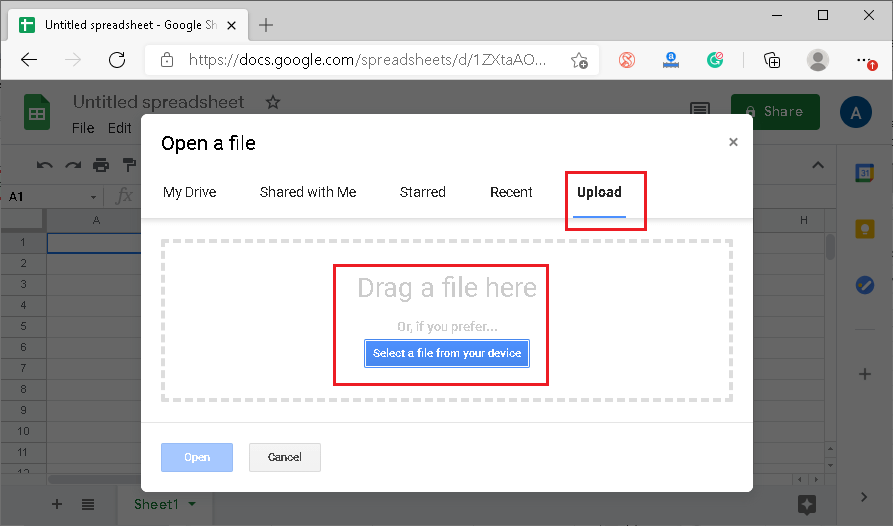 Untitled spreadsheet - Google Sh
https://docs.google.com/spreadsheets/d/1ZXtaAO...
Untitled spreadsheet
File Edit
Share
A
Open a file
My Drive Shared with Me Starred Recent Upload
A1 fx
A H
31
1
2
3
4
5
6
7
8
9
10
11
12
Drag a file here
Or, if you prefer...
Select a file from your device
Open Cancel
Sheet1